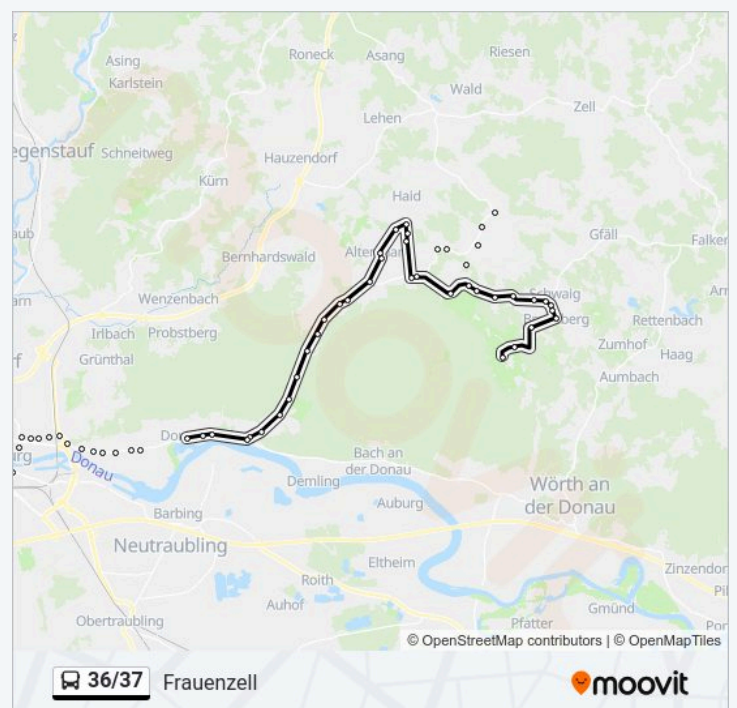 Roneck
Asang
Riesen
Asing
Karlstein
Wald
Zell
Lehen
egenstauf
Schneitweg
Hauzendorf
Kürn
Haid
aub
Gfäll
Falker
Bernhardswald
Schwaig
Wenzenbach
arn
Irlbach
Probstberg
Rettenbach
Zumhof
Haag
Grünthal
Aumbach
Bach an
der Donau
urg
Donau
Demling
Wörth an
der Donau
Auburg
Barbing
Neutraubling
Eltheim
Zinzendor
Roith
Auhof
Gmünd
Obertraubling
Pfatter
© OpenStreetMap contributors | © OpenMapTiles
36/37 Frauenzell
moovit